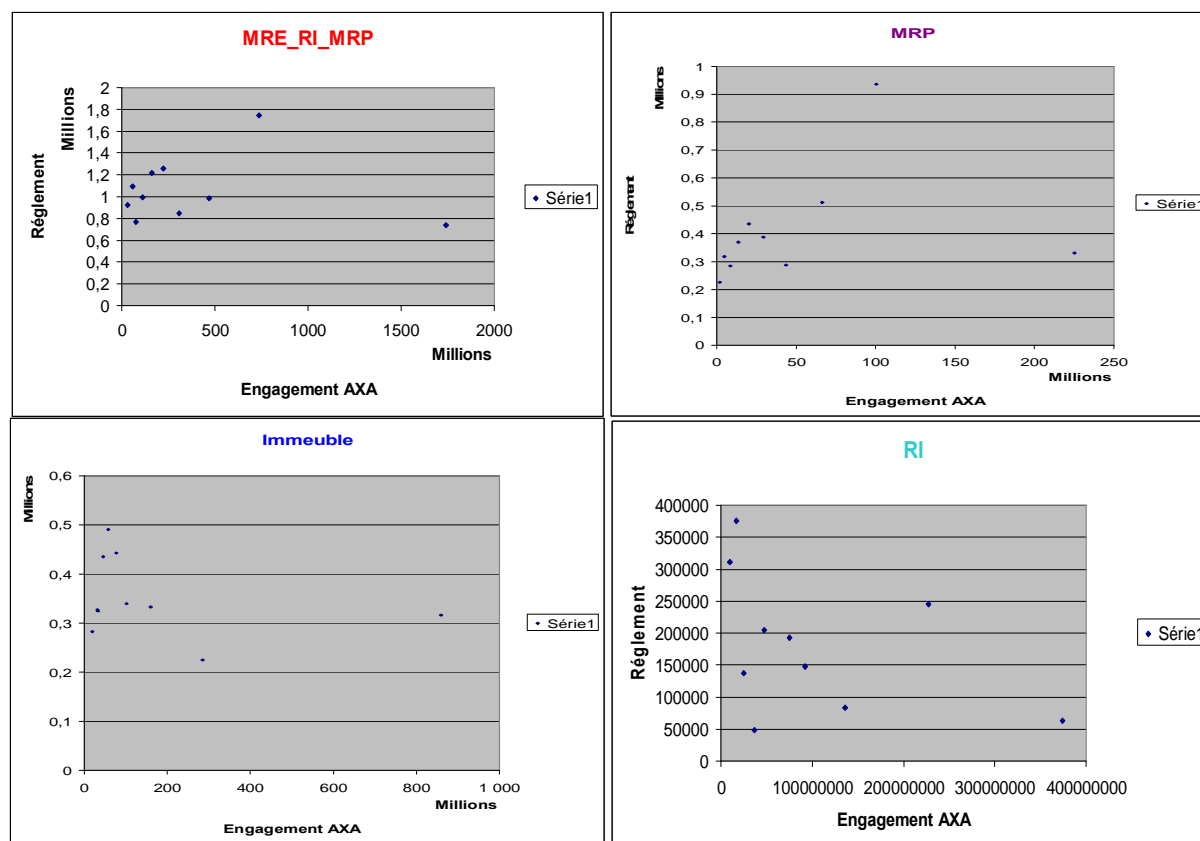 MRE_RI_MRP
Réglement
Millions
2
1,8
1,6
1,4
1,2
1
0,8
0,6
0,4
0,2
0
0 500 1000 1500 2000
Millions
Engagement AXA
Série1
MRP
Réglement
Millions
1
0,9
0,8
0,7
0,6
0,5
0,4
0,3
0,2
0,1
0
0 50 100 150 200 250
Millions
Engagement AXA
Série1
Immeuble
Millions
0,6
0,5
0,4
0,3
0,2
0,1
0
0 200 400 600 800 1 000
Millions
Engagement AXA
Série1
RI
Réglement
400000
350000
300000
250000
200000
150000
100000
50000
0
0 100000000 200000000 300000000 400000000
Engagement AXA
Série1